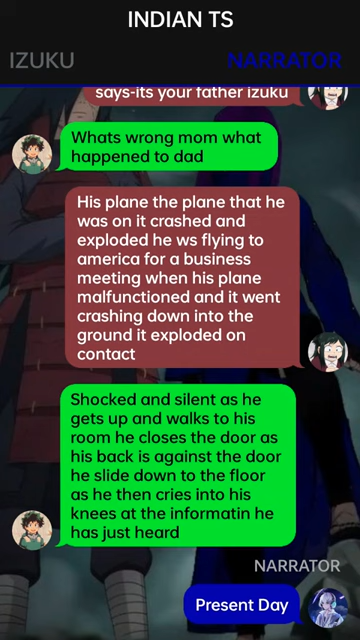 INDIAN TS
IZUKU NARRATOR
says-its your father izuku
Whats wrong mom what
happened to dad
His plane the plane that he
was on it crashed and
exploded he ws flying to
america for a business
meeting when his plane
malfunctioned and it went
crashing down into the
ground it exploded on
contact
Shocked and silent as he
gets up and walks to his
room he closes the door as
his back is against the door
he slide down to the floor
as he then cries into his
knees at the informatin he
has just heard
NARRATOR
Present Day